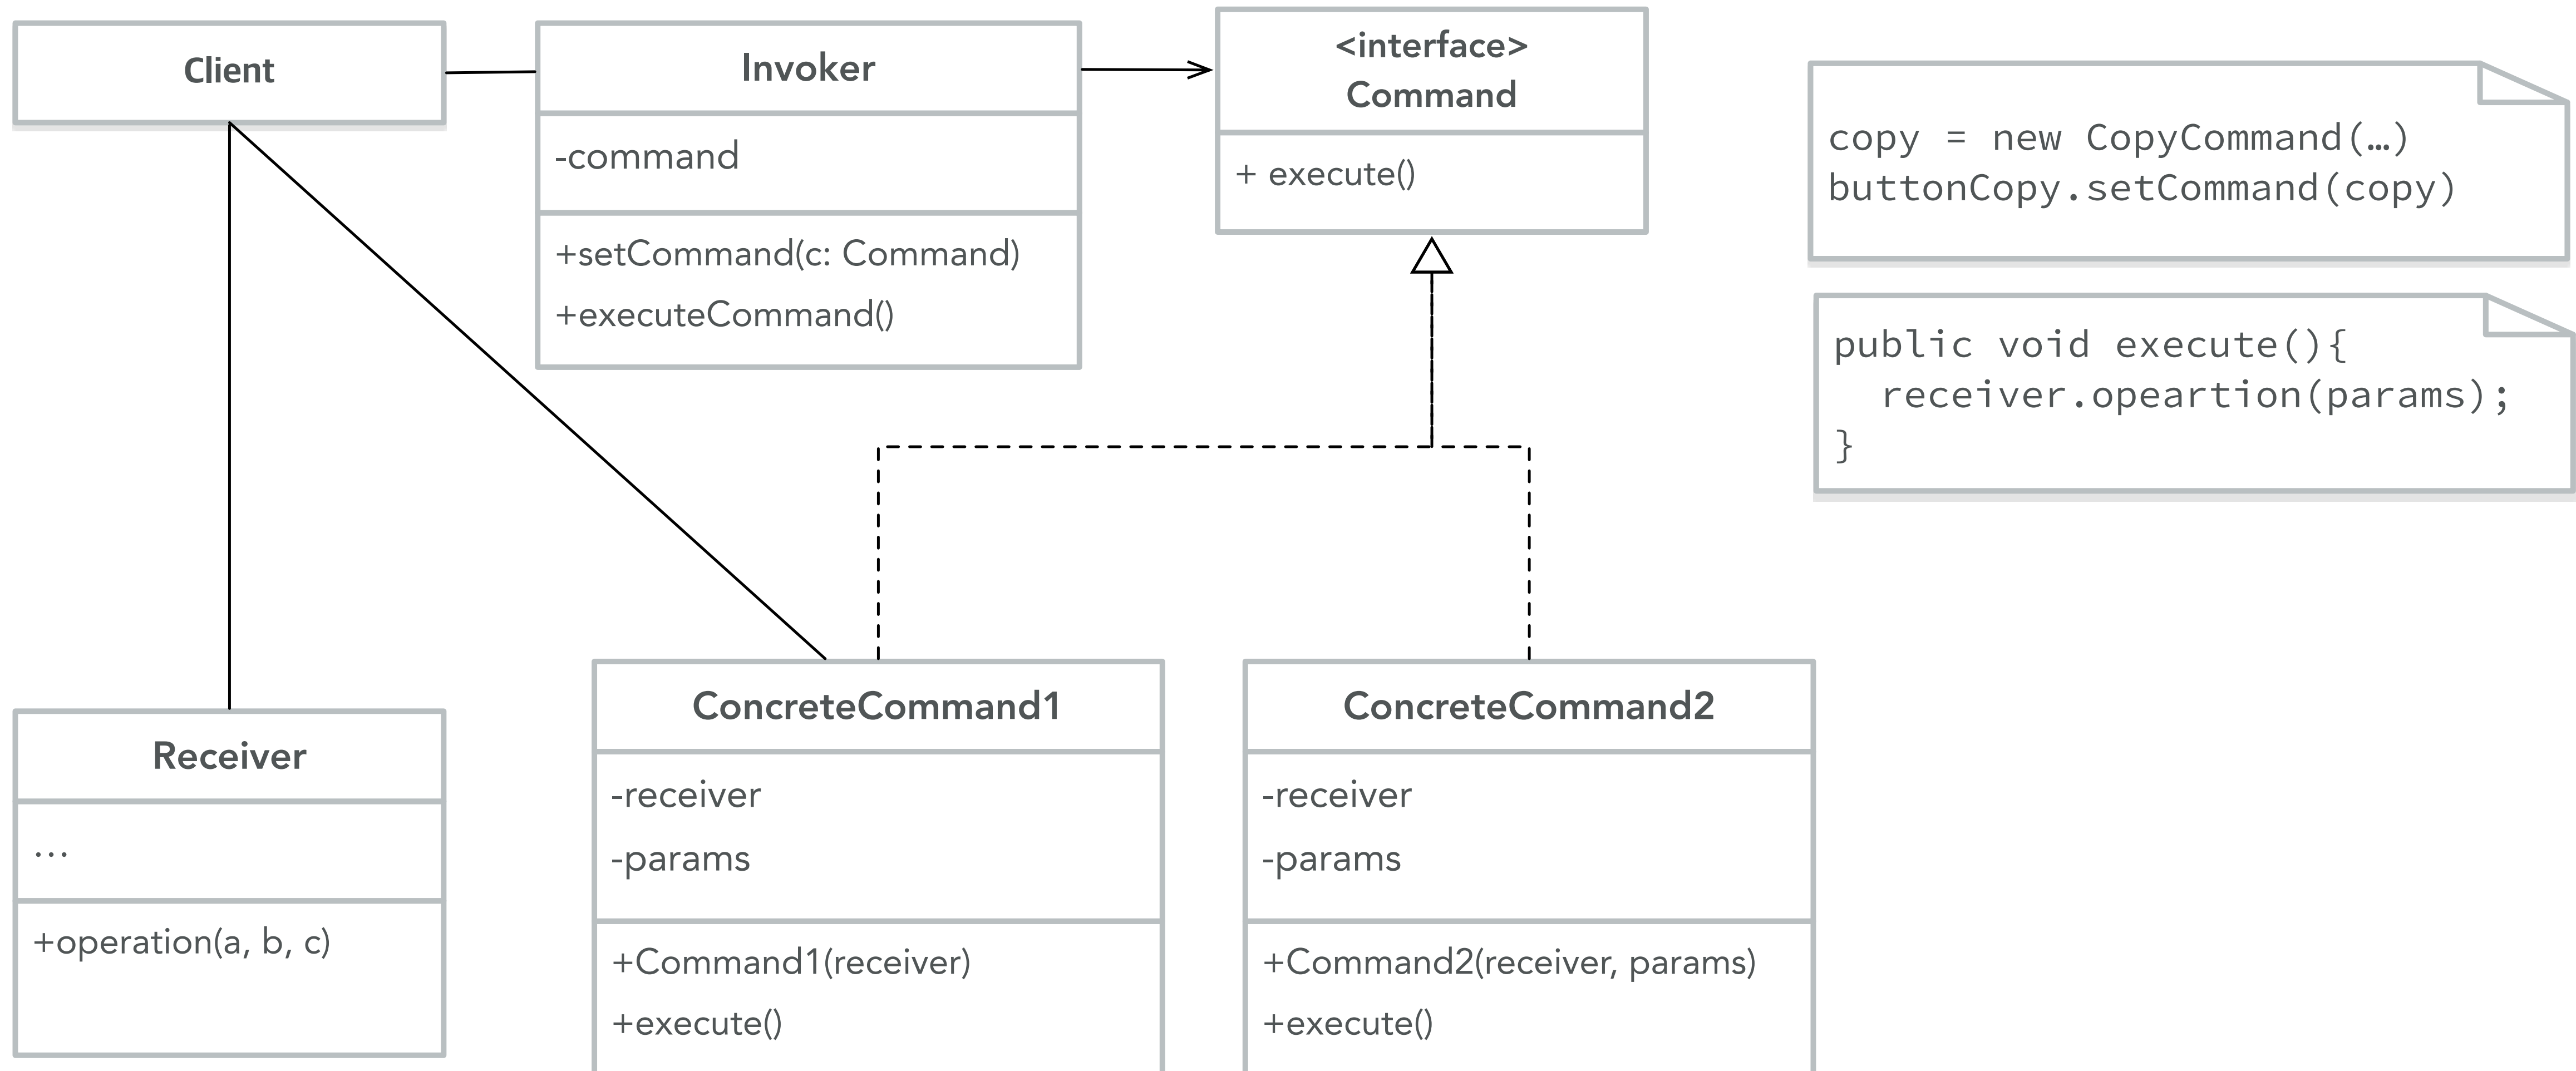 Client
Invoker
-command
+setCommand(c: Command)
+executeCommand()
<interface>
Command
+ execute()
copy = new CopyCommand(…)
buttonCopy.setCommand(copy)
public void execute(){
  receiver.opeartion(params);
}
Receiver
...
+operation(a, b, c)
ConcreteCommand1
-receiver
-params
+Command1(receiver)
+execute()
ConcreteCommand2
-receiver
-params
+Command2(receiver, params)
+execute()